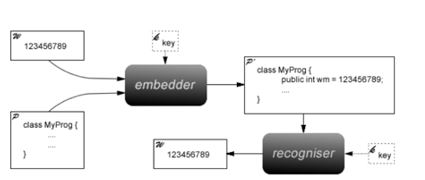 𝓌
123456789
𝓀
key
𝒫
class MyProg {
....
....
}
embedder
𝒫'
class MyProg {
public int wm = 123456789;
....
}
𝓌
123456789
recogniser
𝓀
key